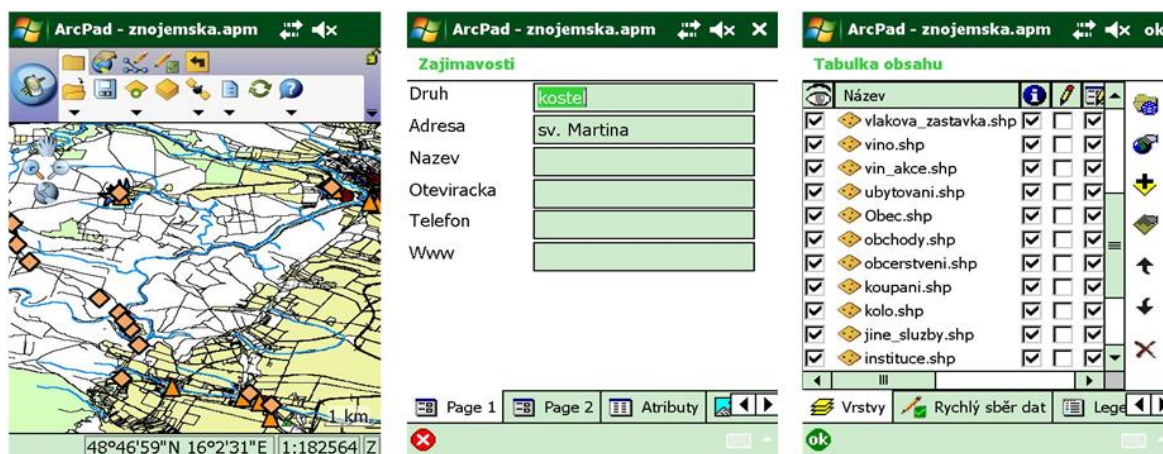 ArcPad - znojemska.apm
1 km
48°46'59"N 16°2'31"E 1:182564 Z
ArcPad - znojemska.apm
Zajimavosti
Druh kostel
Adresa sv. Martina
Nazev
Oteviracka
Telefon
Www
Page 1 Page 2 Atributy
ArcPad - znojemska.apm ok
Tabulka obsahu
Název
vlakova_zastavka.shp
vino.shp
vin_akce.shp
ubytovani.shp
Obec.shp
obchody.shp
obcerstveni.shp
koupani.shp
kolo.shp
jine_sluzby.shp
instituce.shp
Vrstvy Rychlý sběr dat Lege
ok